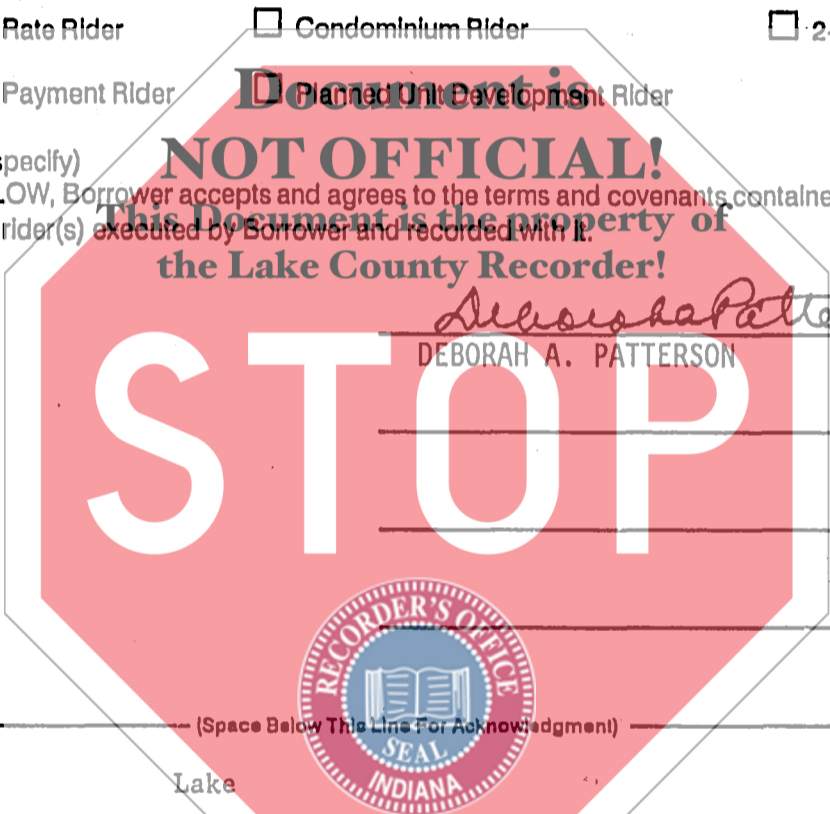 Rate Rider Condominium Rider 2-
Payment Rider Planned Unit Development Rider
Document is
NOT OFFICIAL!
specify)
LOW, Borrower accepts and agrees to the terms and covenants containe
This Document is the property of
rider(s) executed by Borrower and recorded with it.
the Lake County Recorder!
Deborah a Patte
DEBORAH A. PATTERSON
STOP
RECORDER'S OFFICE
(Space Below This Line For Acknowledgment)
SEAL
INDIANA
Lake